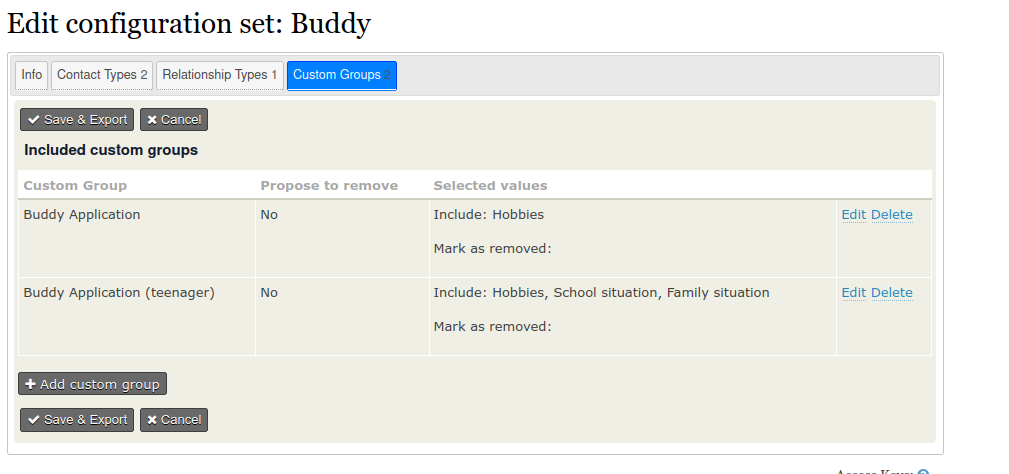 Edit configuration set: Buddy
Info Contact Types 2 Relationship Types 1 Custom Groups 2
Save & Export Cancel
Included custom groups
Custom Group Propose to remove Selected values
Buddy Application No Include: Hobbies Edit Delete
Mark as removed:
Buddy Application (teenager) No Include: Hobbies, School situation, Family situation Edit Delete
Mark as removed:
Add custom group
Save & Export Cancel